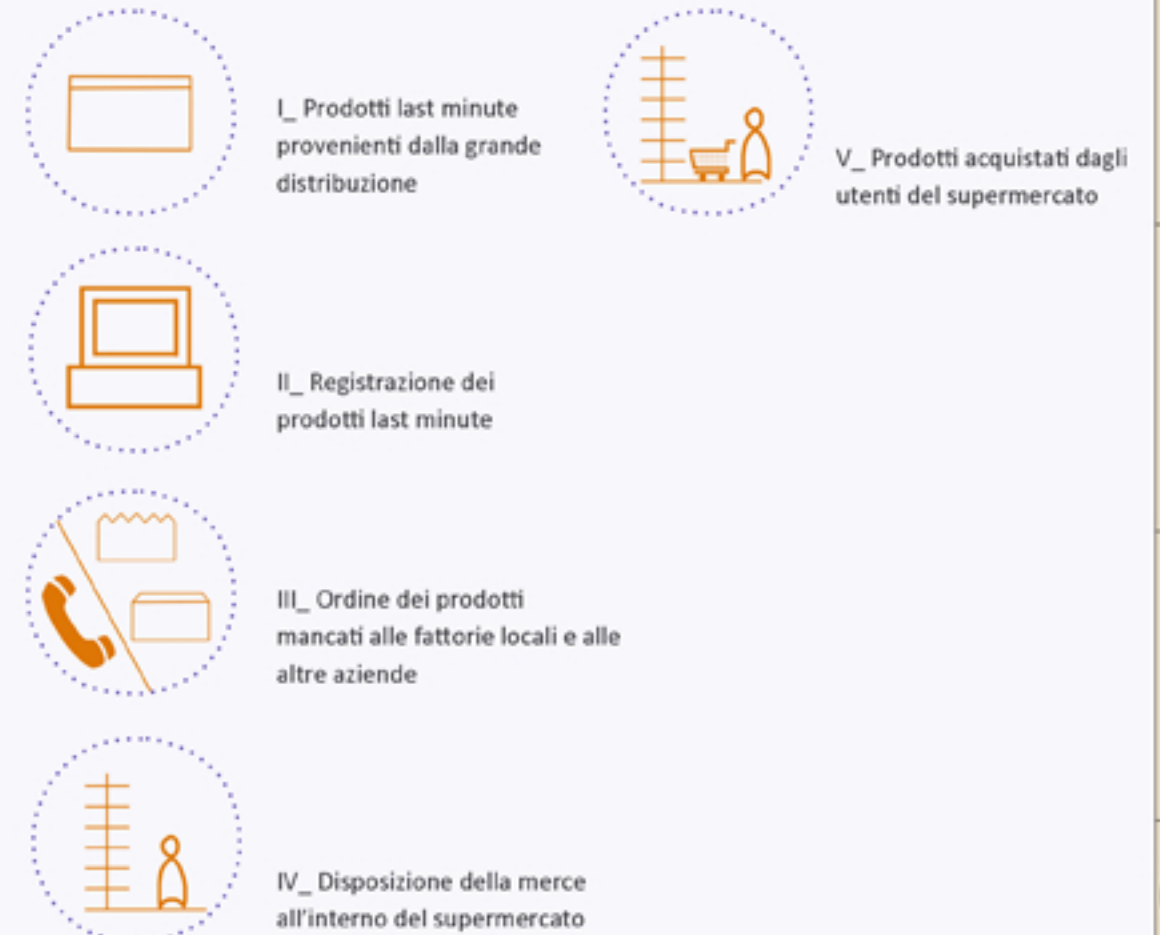 I_ Prodotti last minute
provenienti dalla grande
distribuzione
II_ Registrazione dei
prodotti last minute
III_ Ordine dei prodotti
mancati alle fattorie locali e alle
altre aziende
IV_ Disposizione della merce
all'interno del supermercato
V_ Prodotti acquistati dagli
utenti del supermercato